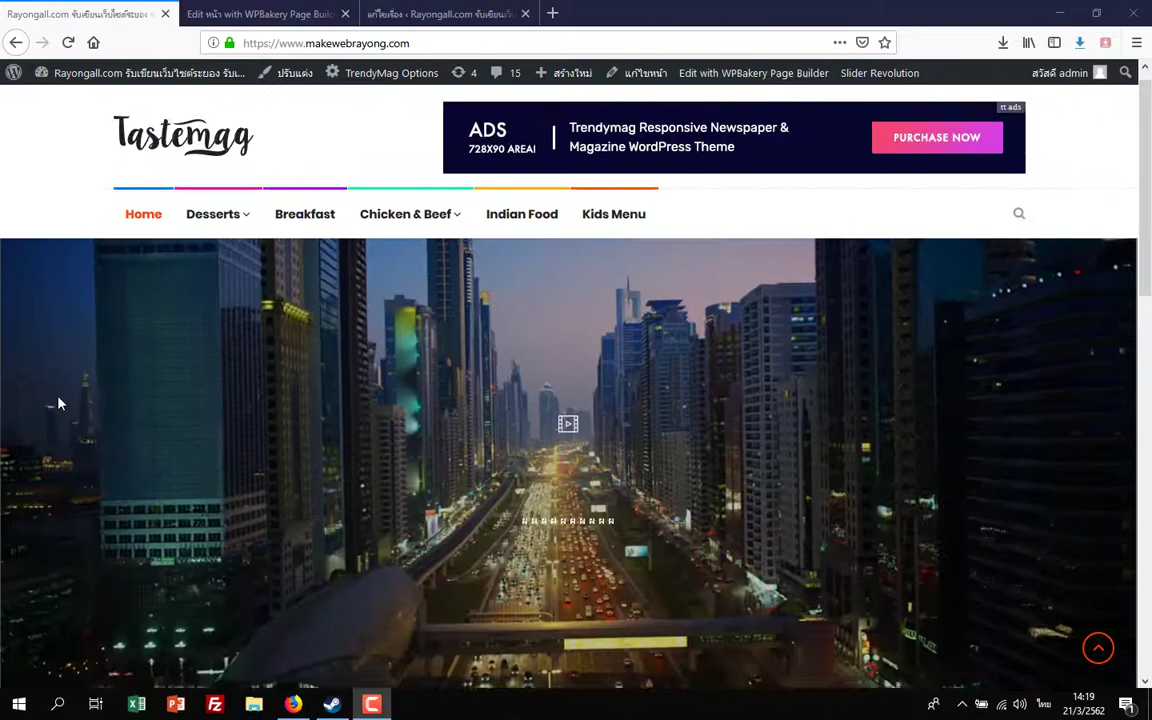 Rayongall.com รับเขียนเว็บไซต์ระยอง
Edit หน้า with WPBakery Page Build
แก้ไขเรื่อง ‹ Rayongall.com รับเขียนเว็บ
https://www.makewebrayong.com
Rayongall.com รับเขียนเว็บไซต์ระยอง รับเ...
ปรับแต่ง
TrendyMag Options
4
15
สร้างใหม่
แก้ไขหน้า
Edit with WPBakery Page Builder
Slider Revolution
สวัสดี admin
Tastemag
tt ads
ADS
728X90 AREA!
Trendymag Responsive Newspaper &
Magazine WordPress Theme
PURCHASE NOW
Home
Desserts
Breakfast
Chicken & Beef
Indian Food
Kids Menu
ไทย
14:19
21/3/2562
1